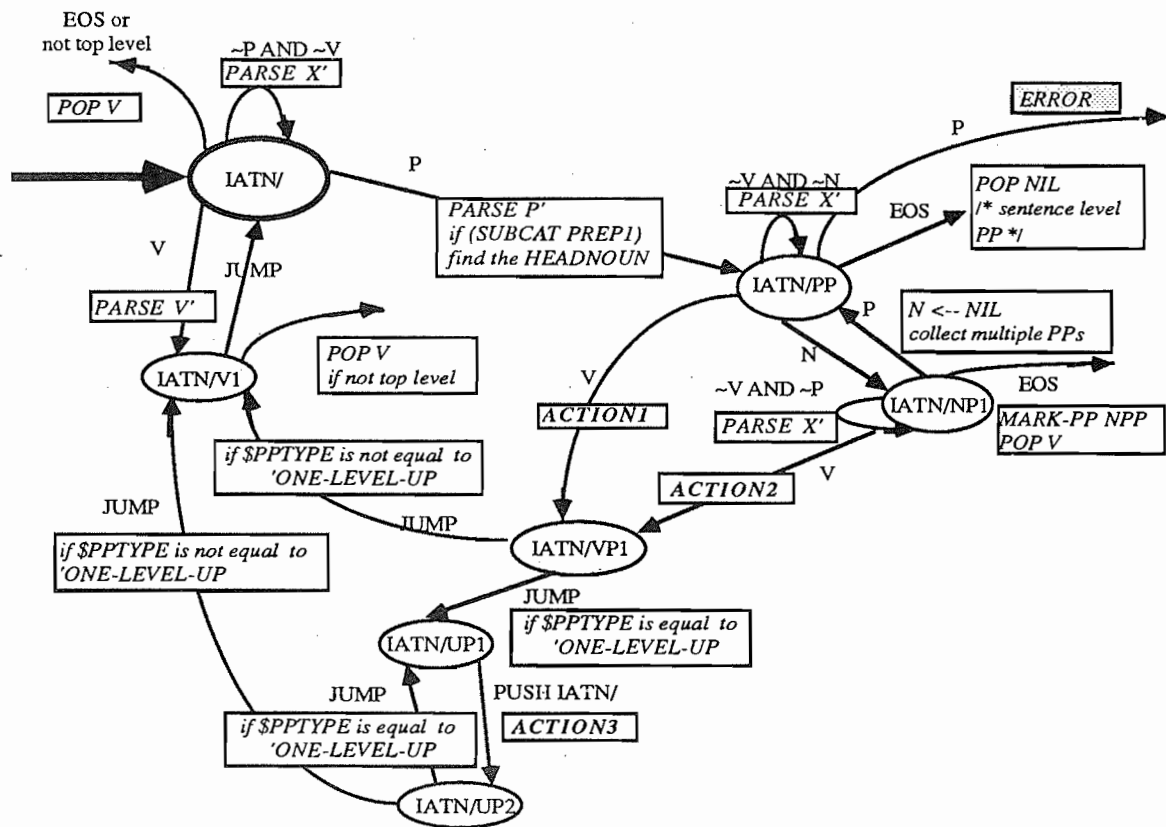 EOS or
not top level
~P AND ~V
PARSE X'
POP V
ERROR
IATN/
P
P
~V AND ~N
PARSE X'
POP NIL
/* sentence level
PP */
EOS
PARSE P'
if (SUBCAT PREP1)
find the HEADNOUN
V
JUMP
IATN/PP
PARSE V'
P
N <-- NIL
collect multiple PPs
N
POP V
if not top level
IATN/V1
V
~V AND ~P
EOS
IATN/NP1
ACTION1
PARSE X'
MARK-PP NPP
POP V
if $PPTYPE is not equal to
'ONE-LEVEL-UP
V
ACTION2
JUMP
JUMP
if $PPTYPE is not equal to
'ONE-LEVEL-UP
IATN/VP1
JUMP
if $PPTYPE is equal to
'ONE-LEVEL-UP
IATN/UP1
JUMP
PUSH IATN/
if $PPTYPE is equal to
'ONE-LEVEL-UP
ACTION3
IATN/UP2